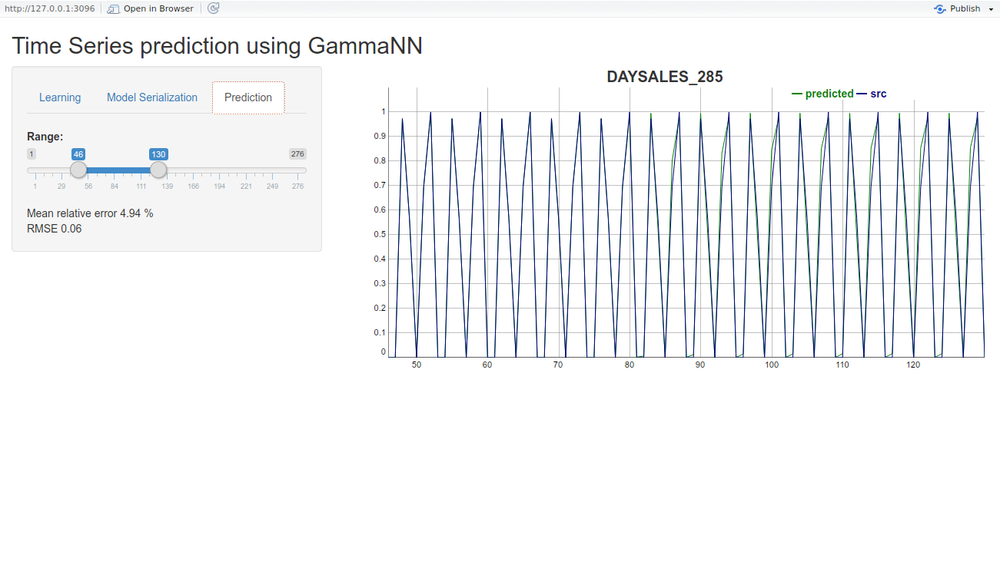 http://127.0.0.1:3096 Open in Browser Publish
Time Series prediction using GammaNN
Learning Model Serialization Prediction
Range:
1 46 130 276
1 29 56 84 111 139 166 194 221 249 276
Mean relative error 4.94 %
RMSE 0.06
DAYSALES_285
predicted src
1
0.9
0.8
0.7
0.6
0.5
0.4
0.3
0.2
0.1
0
50 60 70 80 90 100 110 120